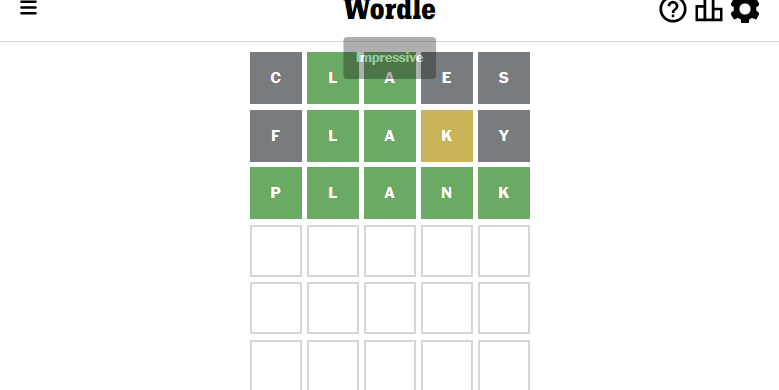 Wordle
Impressive
C L A E S
F L A K Y
P L A N K